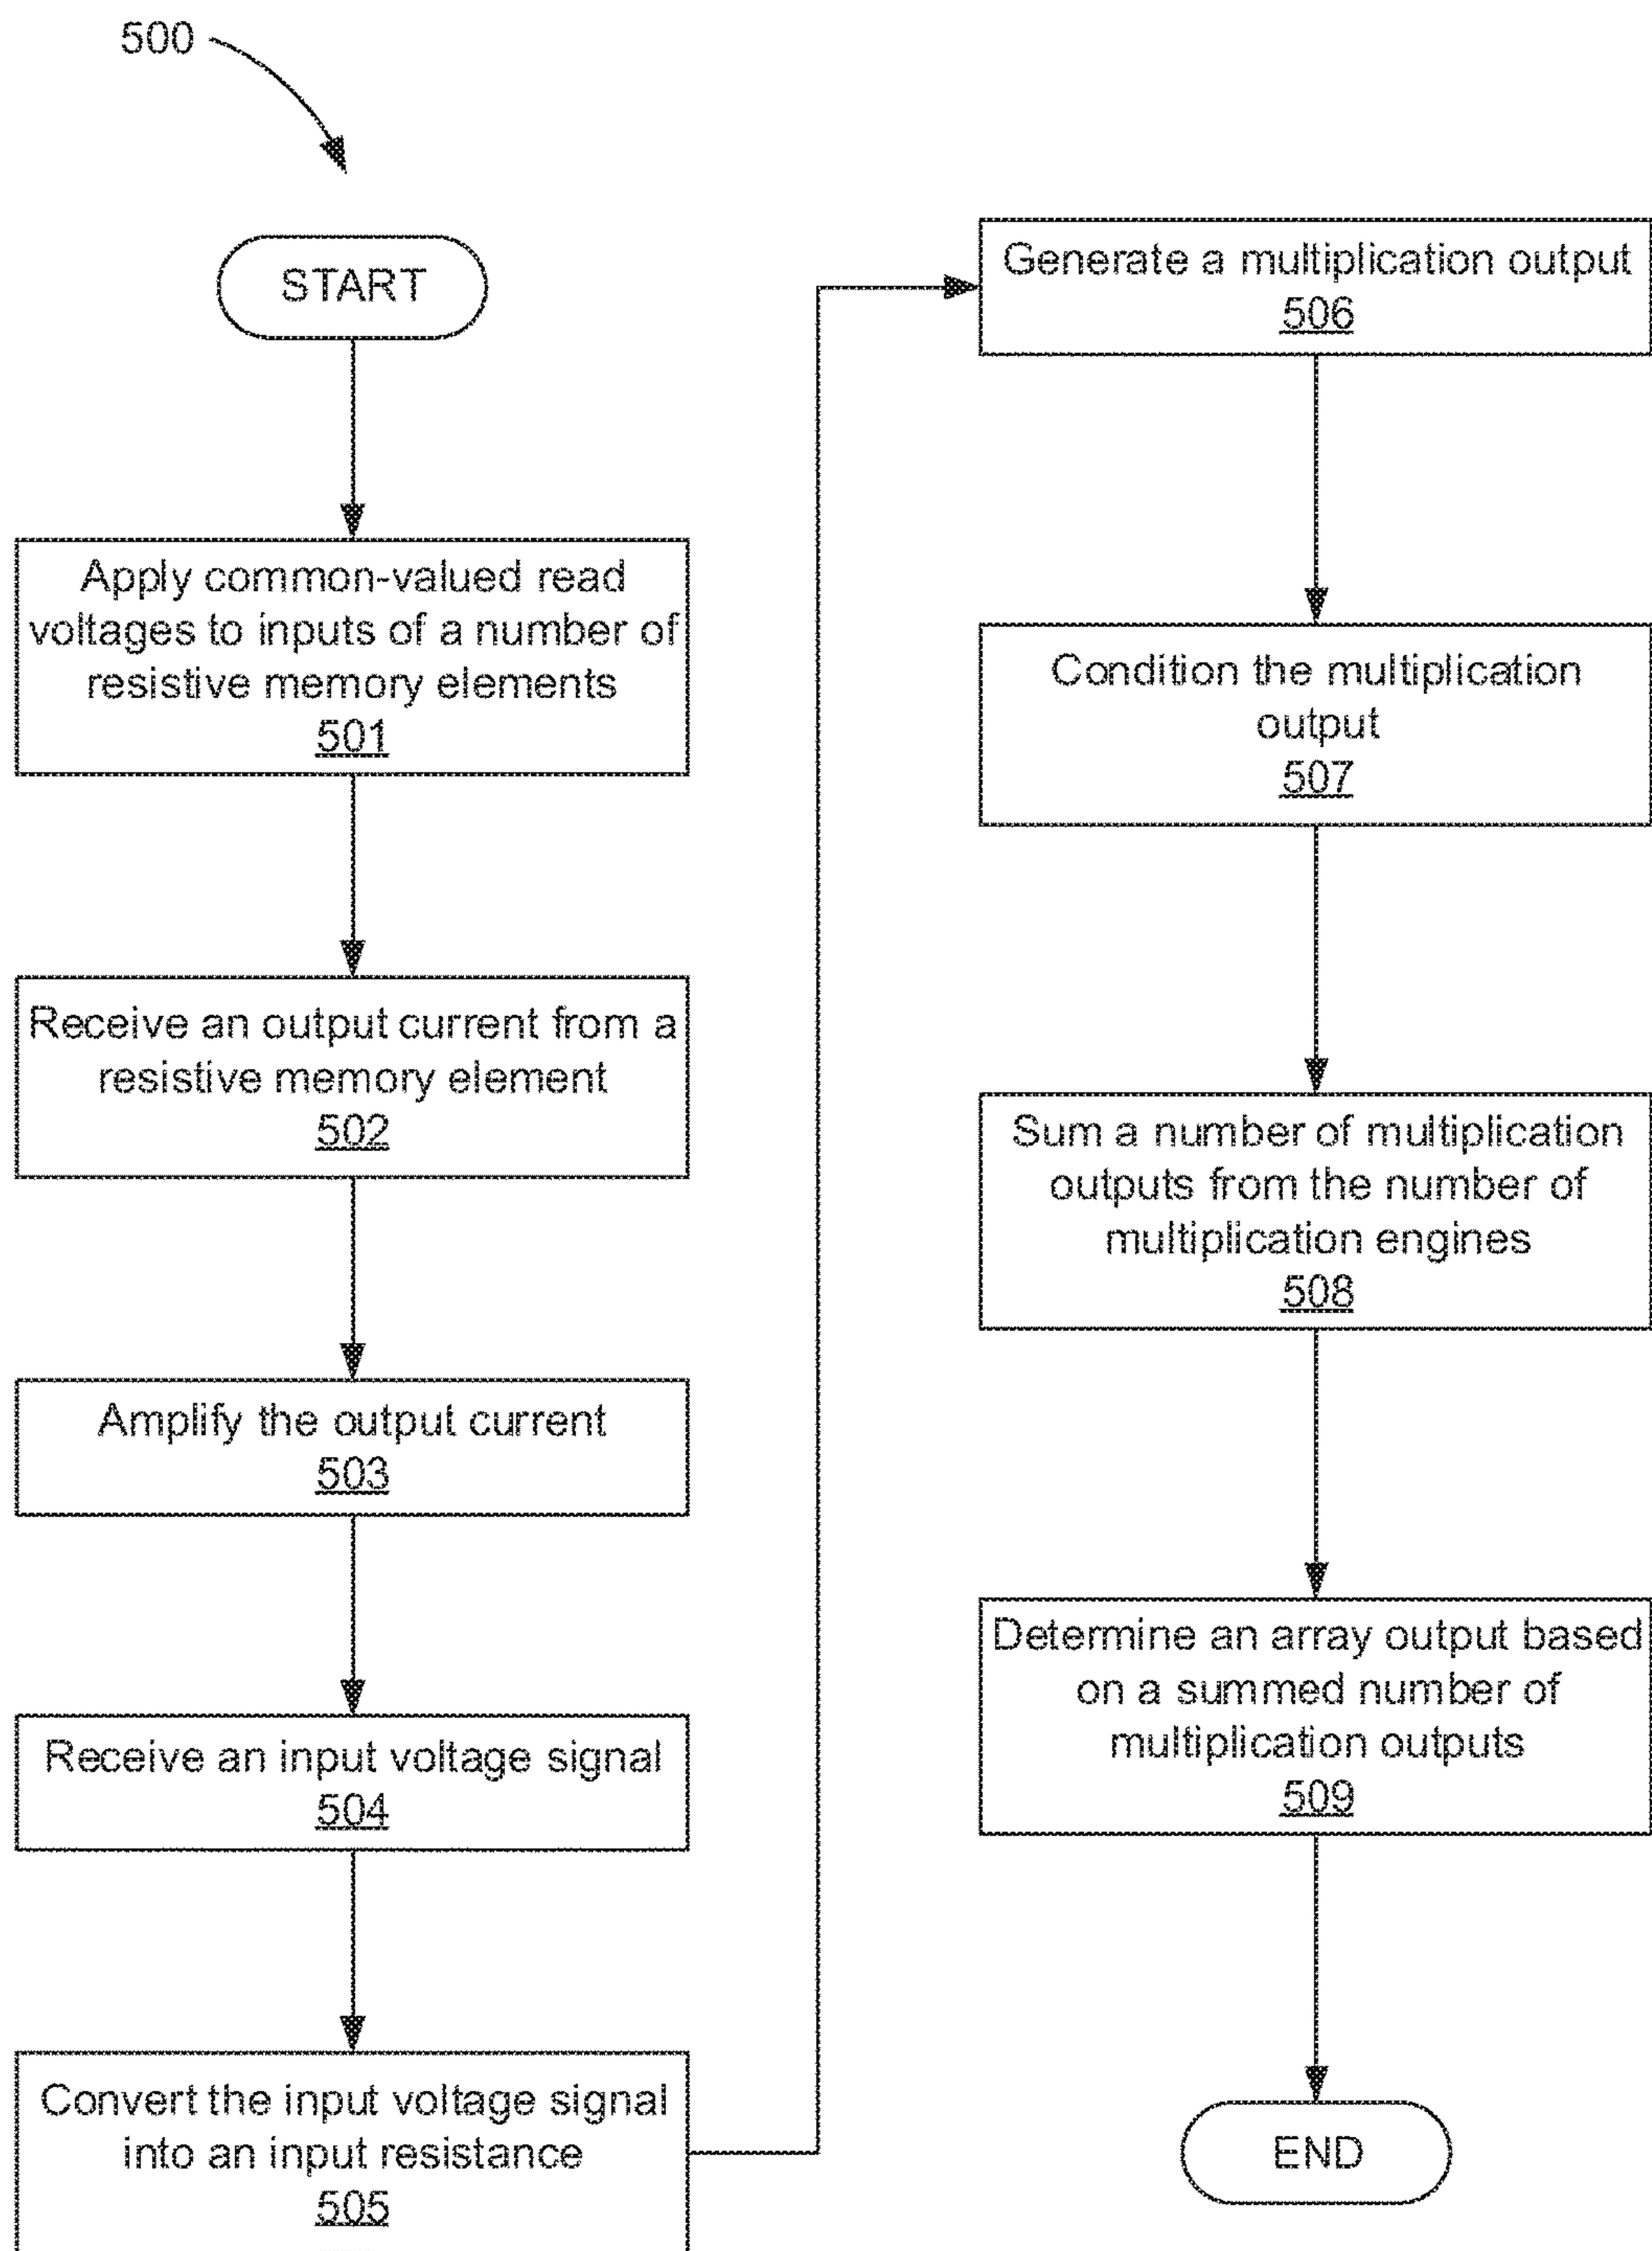 500
START
Apply common-valued read
voltages to inputs of a number of
resistive memory elements
501
Receive an output current from a
resistive memory element
502
Amplify the output current
503
Receive an input voltage signal
504
Convert the input voltage signal
into an input resistance
505
Generate a multiplication output
506
Condition the multiplication
output
507
Sum a number of multiplication
outputs from the number of
multiplication engines
508
Determine an array output based
on a summed number of
multiplication outputs
509
END